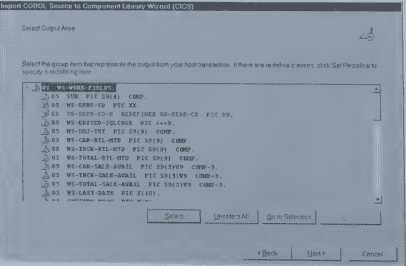 Import COBOL Source to Component Library Wizard (CICS)
Select Output Area
Select the group item that represents the output from your host transaction. If there are redefine clauses, click Set Redefine to
specify a redefining item.
01 WS-WORK-FIELDS.
05 SUB PIC S9(4) COMP.
05 WS-SERS-CD PIC XX.
05 WS-SERS-CD-P REDEFINES WS-SERS-CD PIC 99.
05 WS-EDITED-SQLCODE PIC ++++9.
05 WS-OBJ-TOT PIC S9(9) COMP.
05 WS-CAR-RTL-MTD PIC S9(9) COMP.
05 WS-TRCK-RTL-MTD PIC S9(9) COMP.
05 WS-TOTAL-RTL-MTD PIC S9(9) COMP.
05 WS-CAR-SALE-AVAIL PIC S9(5)V9 COMP-3.
05 WS-TRCK-SALE-AVAIL PIC S9(5)V9 COMP-3.
05 WS-TOTAL-SALE-AVAIL PIC S9(5)V9 COMP-3.
05 WS-LAST-DATE PIC X(10).
Select Unselect All Go to Selection
< Back Next > Cancel